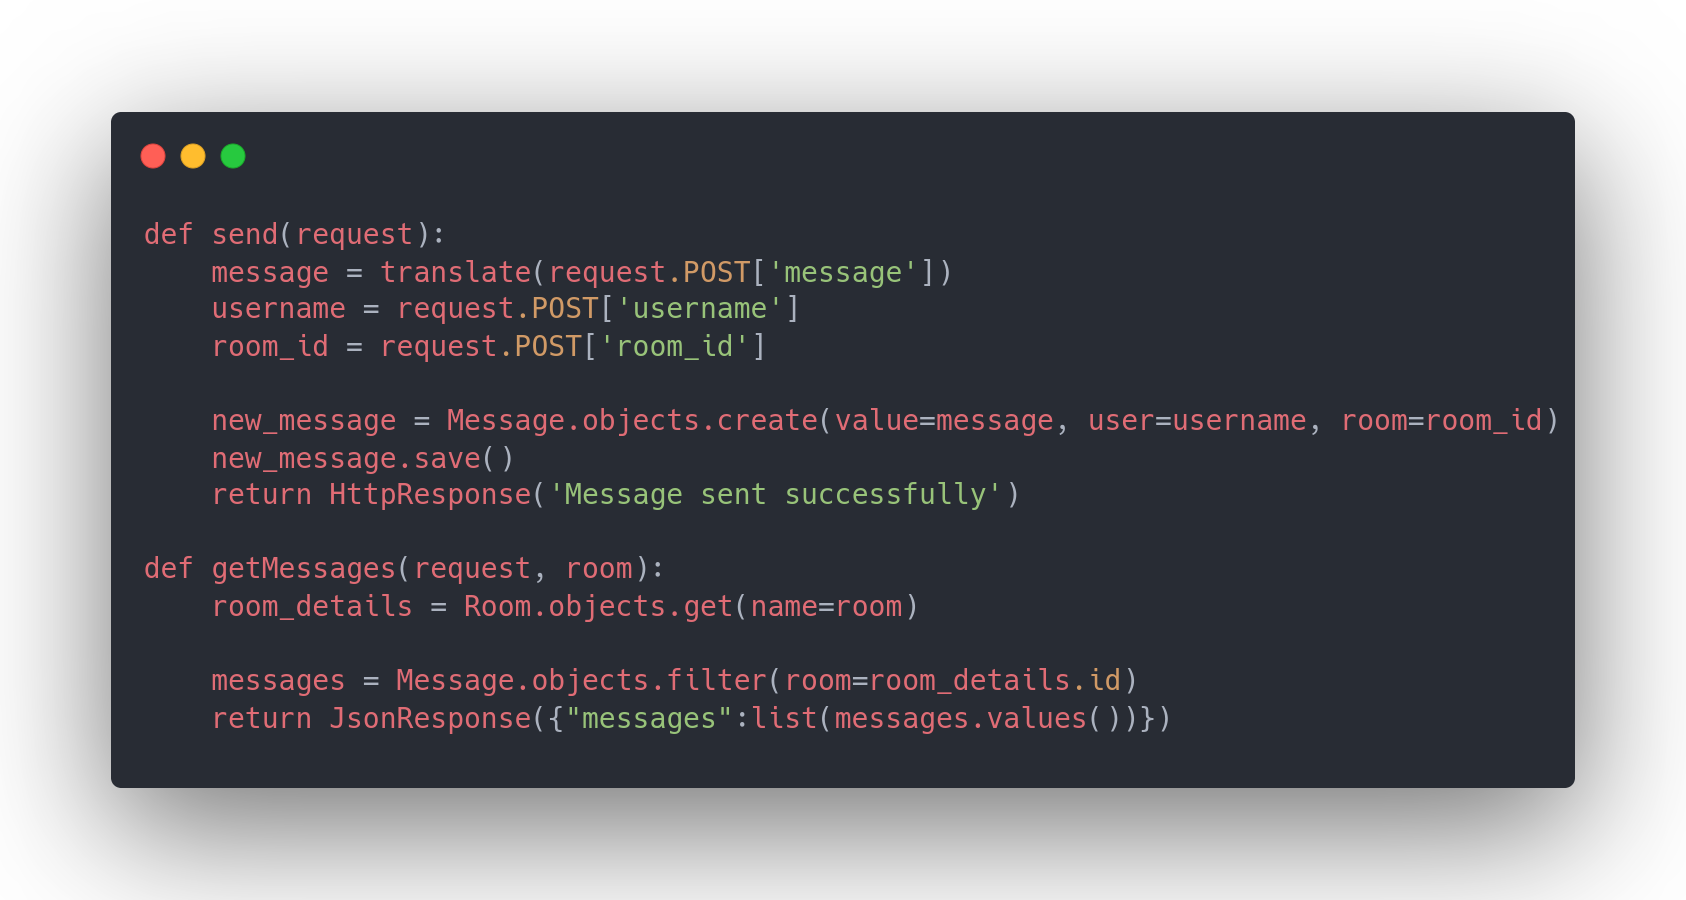 def send(request):
    message = translate(request.POST['message'])
    username = request.POST['username']
    room_id = request.POST['room_id']

    new_message = Message.objects.create(value=message, user=username, room=room_id)
    new_message.save()
    return HttpResponse('Message sent successfully')

def getMessages(request, room):
    room_details = Room.objects.get(name=room)

    messages = Message.objects.filter(room=room_details.id)
    return JsonResponse({"messages":list(messages.values())})